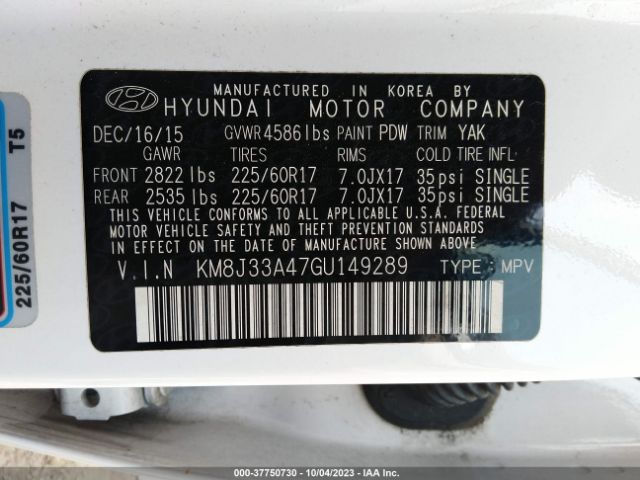 MANUFACTURED IN KOREA BY
HYUNDAI MOTOR COMPANY
DEC/16/15 GVWR 4586 lbs PAINT PDW TRIM YAK
GAWR TIRES RIMS COLD TIRE INFL.
FRONT 2822 lbs 225/60R17 7.0JX17 35psi SINGLE
REAR 2535 lbs 225/60R17 7.0JX17 35psi SINGLE
THIS VEHICLE CONFORMS TO ALL APPLICABLE U.S.A. FEDERAL
MOTOR VEHICLE SAFETY, BUMPER, AND THEFT PREVENTION STANDARDS
IN EFFECT ON THE DATE OF MANUFACTURE SHOWN ABOVE.
V.I.N KM8J33A47GU149289 TYPE : MPV
225/60R17 T5
000-37750730 - 10/04/2023 - IAA Inc.